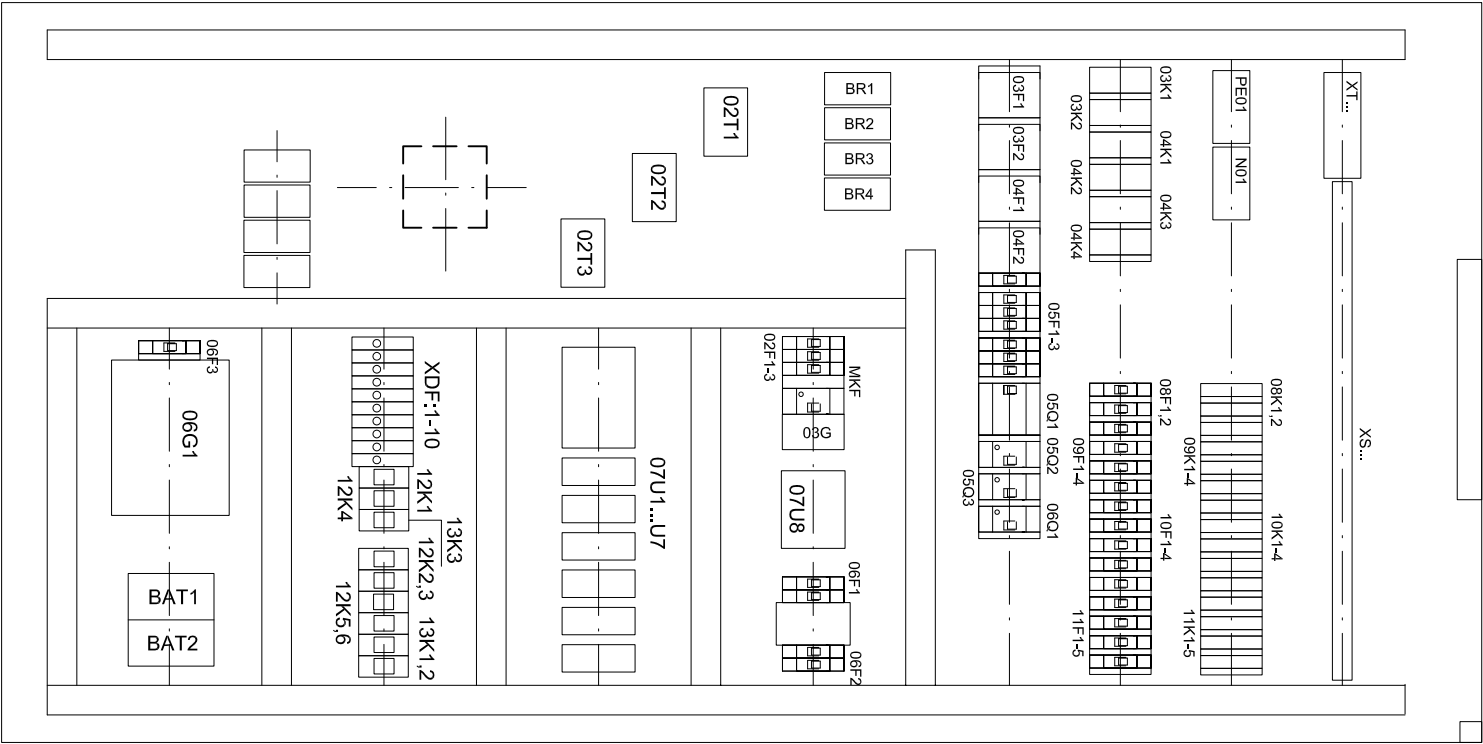 BR1
BR2
BR3
BR4
02T1
02T2
02T3
03F1
03F2
04F1
04F2
03K1
03K2
04K1
04K2
04K3
04K4
PE01
N01
XT...
XS...
05F1-3
05Q1
05Q2
05Q3
06Q1
08F1,2
09F1-4
10F1-4
11F1-5
08K1,2
09K1-4
10K1-4
11K1-5
06F3
06G1
BAT1
BAT2
XDF:1-10
12K1
12K4
13K3
12K2,3
12K5,6
13K1,2
07U1...U7
02F1-3
MKF
03G
07U8
06F1
06F2